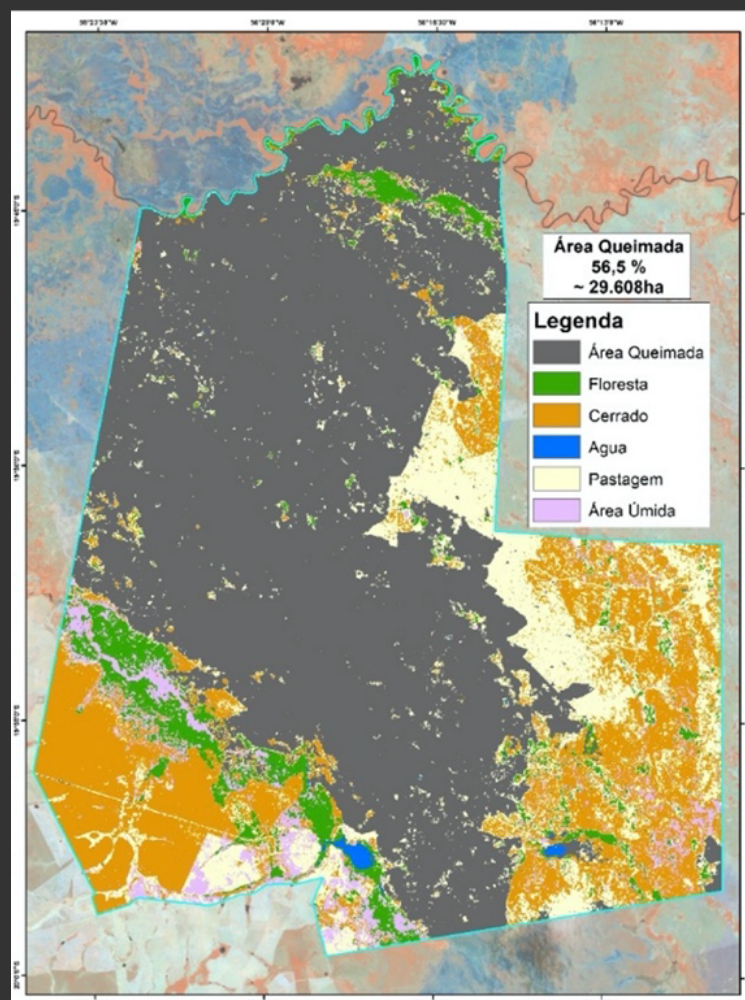 Área Queimada
56,5 %
~ 29.608ha
Legenda
Área Queimada
Floresta
Cerrado
Agua
Pastagem
Área Úmida